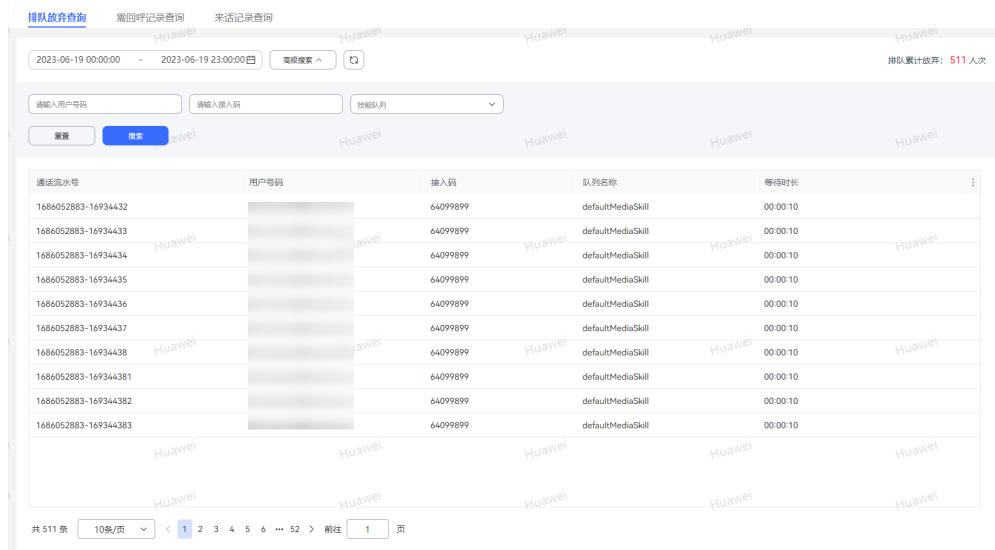 排队放弃查询 需回呼记录查询 来话记录查询
2023-06-19 00:00:00 - 2023-06-19 23:00:00 高级搜索 排队累计放弃： 511 人次
请输入用户号码 请输入接入码 技能队列
重置 搜索
通话流水号 用户号码 接入码 队列名称 等待时长
1686052883-16934432 64099899 defaultMediaSkill 00:00:10
1686052883-16934433 64099899 defaultMediaSkill 00:00:10
1686052883-16934434 64099899 defaultMediaSkill 00:00:10
1686052883-16934435 64099899 defaultMediaSkill 00:00:10
1686052883-16934436 64099899 defaultMediaSkill 00:00:10
1686052883-16934437 64099899 defaultMediaSkill 00:00:10
1686052883-16934438 64099899 defaultMediaSkill 00:00:10
1686052883-169344381 64099899 defaultMediaSkill 00:00:10
1686052883-169344382 64099899 defaultMediaSkill 00:00:10
1686052883-169344383 64099899 defaultMediaSkill 00:00:10
Huawei Huawei Huawei Huawei Huawei
共 511 条 10条/页 < 1 2 3 4 5 6 ··· 52 > 前往 1 页